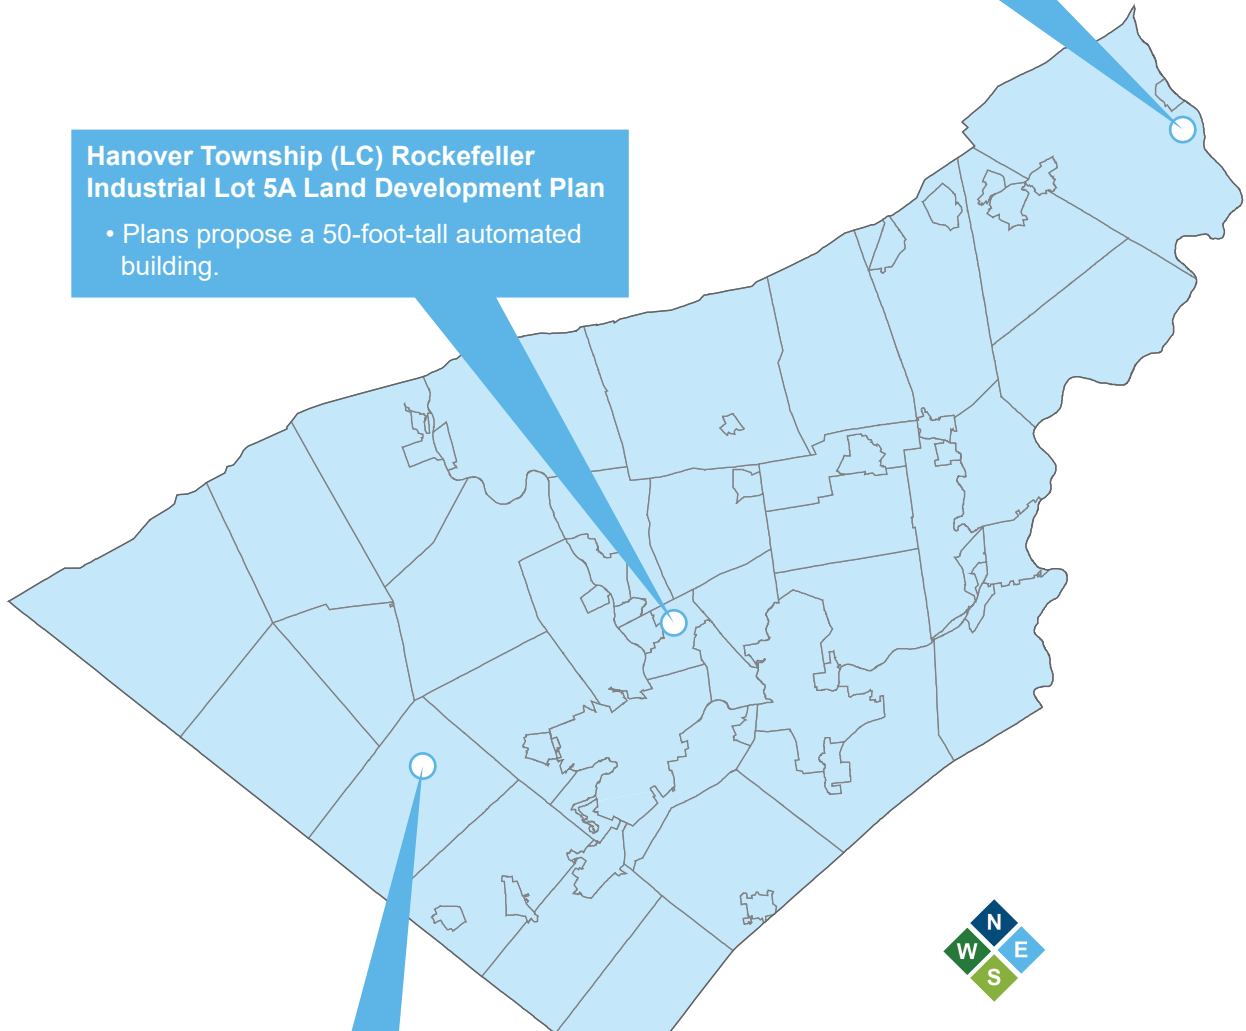 Hanover Township (LC) Rockefeller
Industrial Lot 5A Land Development Plan
• Plans propose a 50-foot-tall automated
building.
N
W E
S